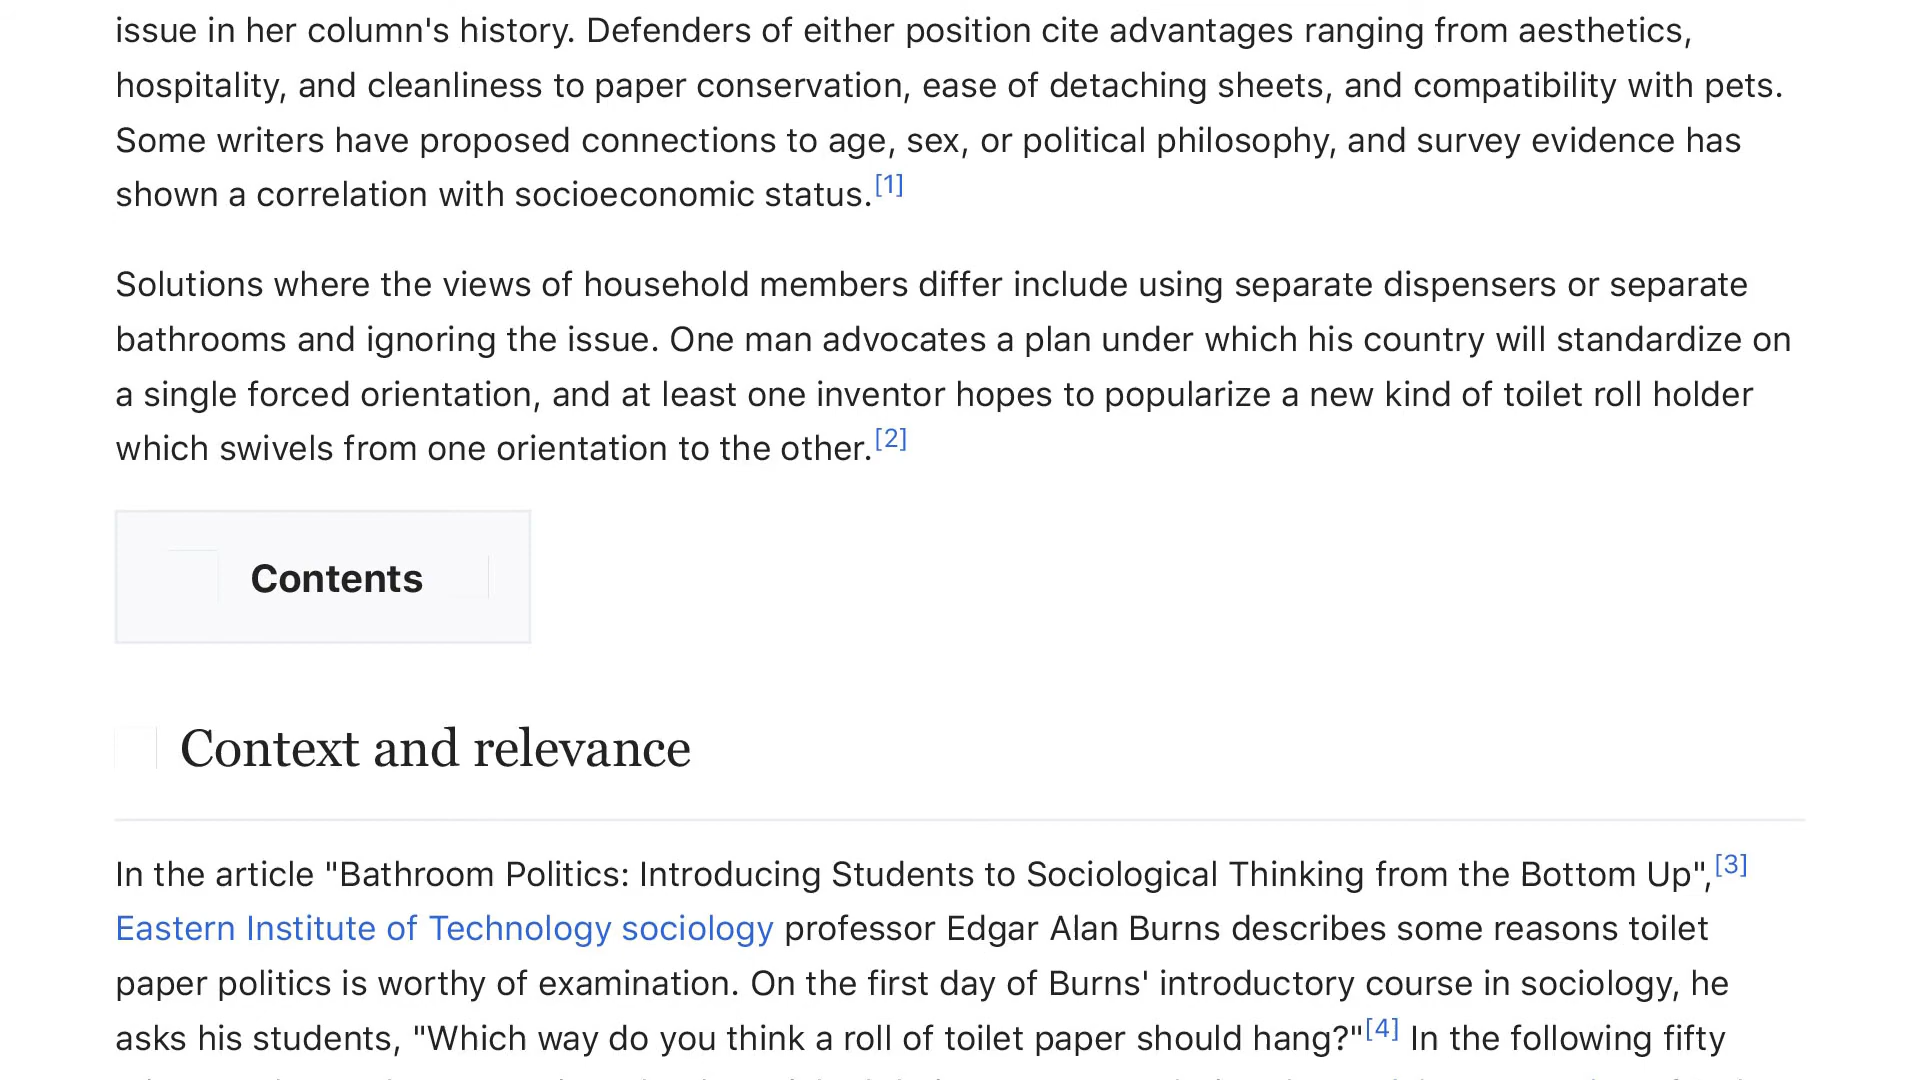 issue in her column's history. Defenders of either position cite advantages ranging from aesthetics,
hospitality, and cleanliness to paper conservation, ease of detaching sheets, and compatibility with pets.
Some writers have proposed connections to age, sex, or political philosophy, and survey evidence has
shown a correlation with socioeconomic status.[1]
Solutions where the views of household members differ include using separate dispensers or separate
bathrooms and ignoring the issue. One man advocates a plan under which his country will standardize on
a single forced orientation, and at least one inventor hopes to popularize a new kind of toilet roll holder
which swivels from one orientation to the other.[2]
Contents
Context and relevance
In the article "Bathroom Politics: Introducing Students to Sociological Thinking from the Bottom Up",[3]
Eastern Institute of Technology sociology professor Edgar Alan Burns describes some reasons toilet
paper politics is worthy of examination. On the first day of Burns' introductory course in sociology, he
asks his students, "Which way do you think a roll of toilet paper should hang?"[4] In the following fifty